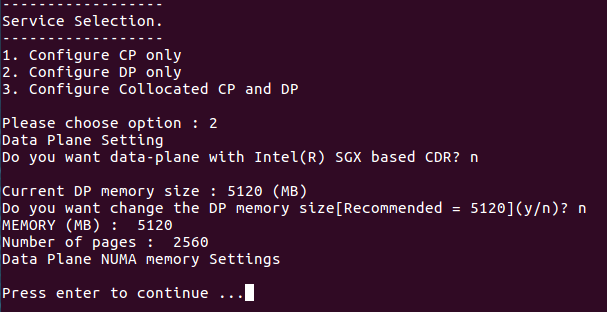 ------------------
Service Selection.
------------------
1. Configure CP only
2. Configure DP only
3. Configure Collocated CP and DP
Please choose option : 2
Data Plane Setting
Do you want data-plane with Intel(R) SGX based CDR? n
Current DP memory size : 5120 (MB)
Do you want change the DP memory size[Recommended = 5120](y/n)? n
MEMORY (MB) :  5120
Number of pages :  2560
Data Plane NUMA memory Settings
Press enter to continue ...